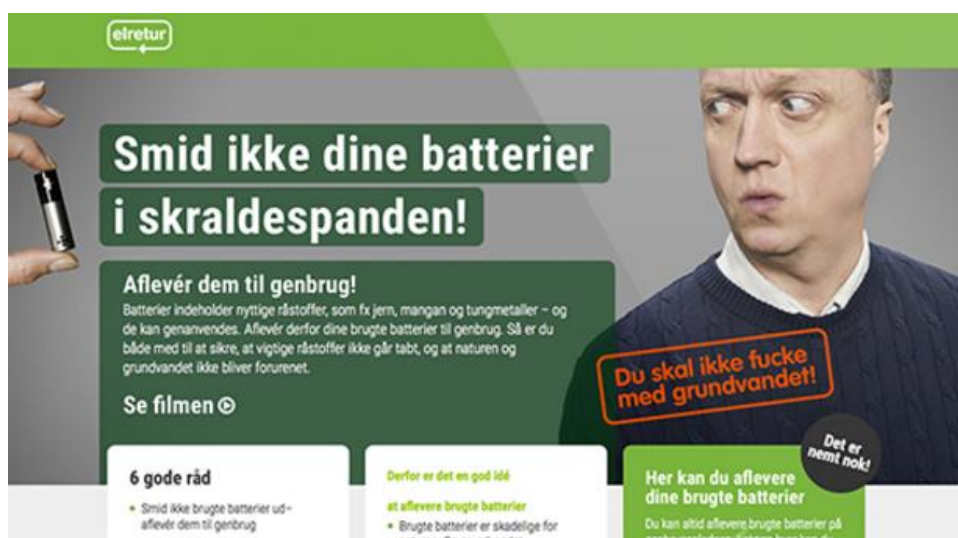 elretur
Smid ikke dine batterier
i skraldespanden!
Aflevér dem til genbrug!
Batterier indeholder nyttige råstoffer, som fx jern, mangan og tungmetaller – og
de kan genanvendes. Aflevér derfor dine brugte batterier til genbrug. Så er du
både med til at sikre, at vigtige råstoffer ikke går tabt, og at naturen og
grundvandet ikke bliver forurenet.
Se filmen
Du skal ikke fucke
med grundvandet!
Det er
nemt nok!
6 gode råd
• Smid ikke brugte batterier ud–
aflevér dem til genbrug
Derfor er det en god idé
at aflevere brugte batterier
• Brugte batterier er skadelige for
Her kan du aflevere
dine brugte batterier
Du kan altid aflevere brugte batterier på